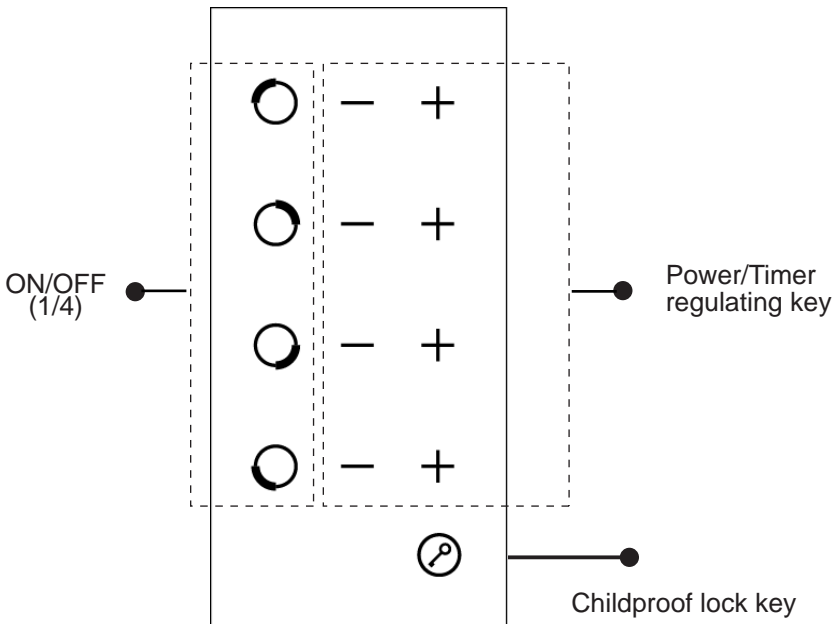 ON/OFF
(1/4)
Power/Timer
regulating key
Childproof lock key